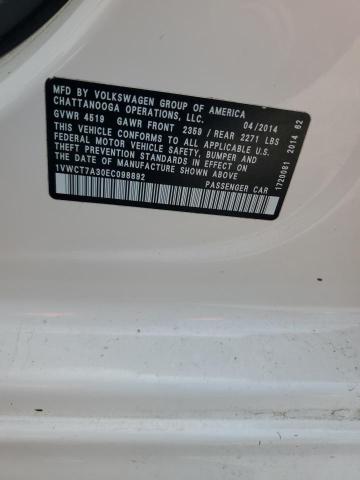 MFD BY VOLKSWAGEN GROUP OF AMERICA
CHATTANOOGA OPERATIONS, LLC. 04/2014
GVWR 4519 GAWR FRONT 2359 / REAR 2271 LBS
THIS VEHICLE CONFORMS TO ALL APPLICABLE U.S.
FEDERAL MOTOR VEHICLE SAFETY, BUMPER AND
THEFT PREVENTION STANDARDS IN EFFECT
ON THE DATE OF MANUFACTURE SHOWN ABOVE.
1VWCT7A30EC098892 PASSENGER CAR
1720081 2014 62